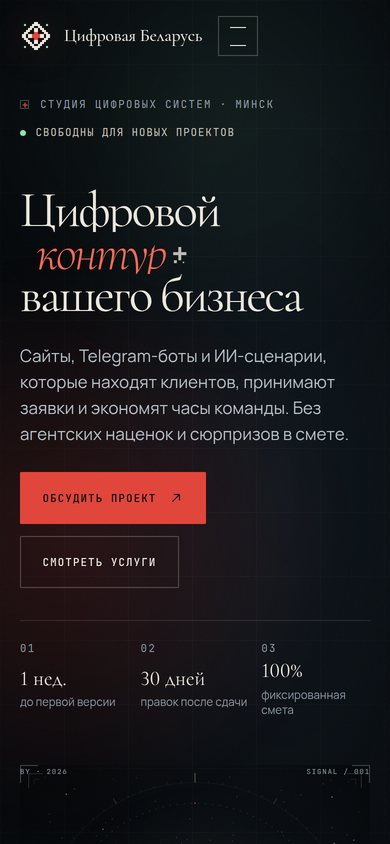 Цифровая Беларусь
СТУДИЯ ЦИФРОВЫХ СИСТЕМ · МИНСК
СВОБОДНЫ ДЛЯ НОВЫХ ПРОЕКТОВ
Цифровой
контур
вашего бизнеса
Сайты, Telegram-боты и ИИ-сценарии,
которые находят клиентов, принимают
заявки и экономят часы команды. Без
агентских наценок и сюрпризов в смете.
ОБСУДИТЬ ПРОЕКТ ↗
СМОТРЕТЬ УСЛУГИ
01
1 нед.
до первой версии
02
30 дней
правок после сдачи
03
100%
фиксированная
смета
BY · 2026
SIGNAL / 001